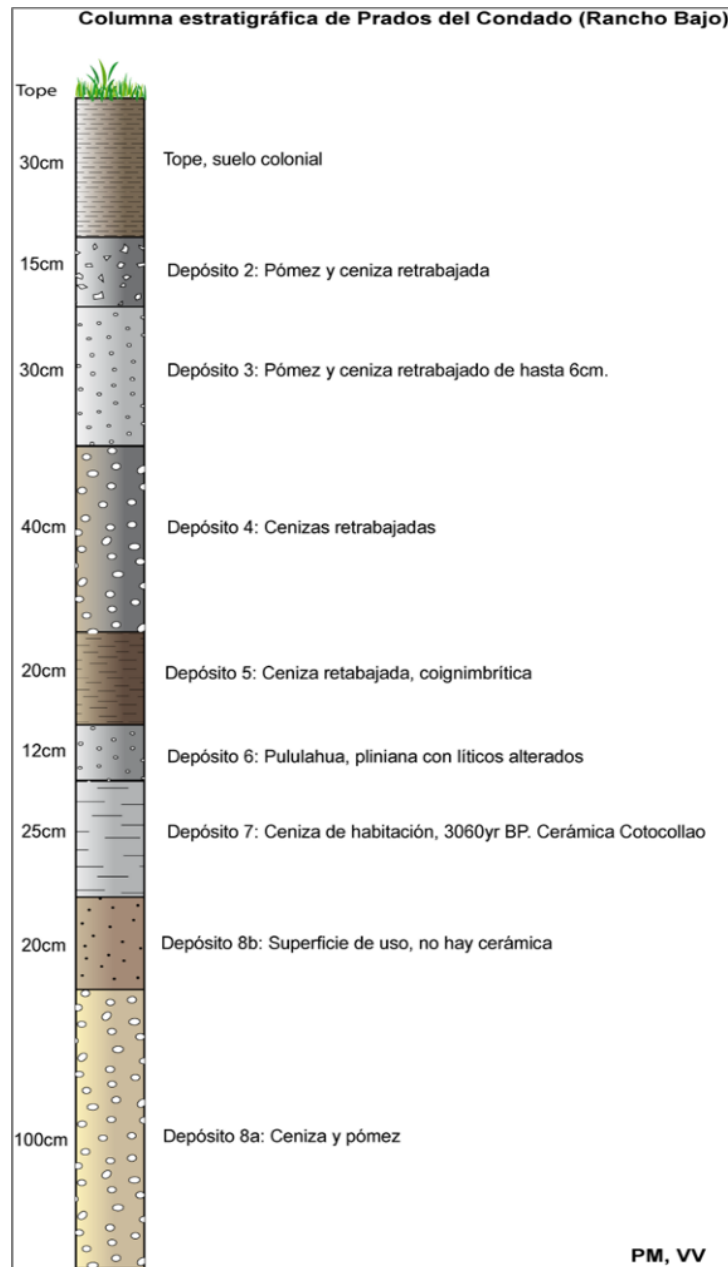 Columna estratigráfica de Prados del Condado (Rancho Bajo)
Tope
30cm
Tope, suelo colonial
15cm
Depósito 2: Pómez y ceniza retrabajada
30cm
Depósito 3: Pómez y ceniza retrabajado de hasta 6cm.
40cm
Depósito 4: Cenizas retrabajadas
20cm
Depósito 5: Ceniza retabajada, coignimbrítica
12cm
Depósito 6: Pululahua, pliniana con líticos alterados
25cm
Depósito 7: Ceniza de habitación, 3060yr BP. Cerámica Cotocollao
20cm
Depósito 8b: Superficie de uso, no hay cerámica
100cm
Depósito 8a: Ceniza y pómez
PM, VV